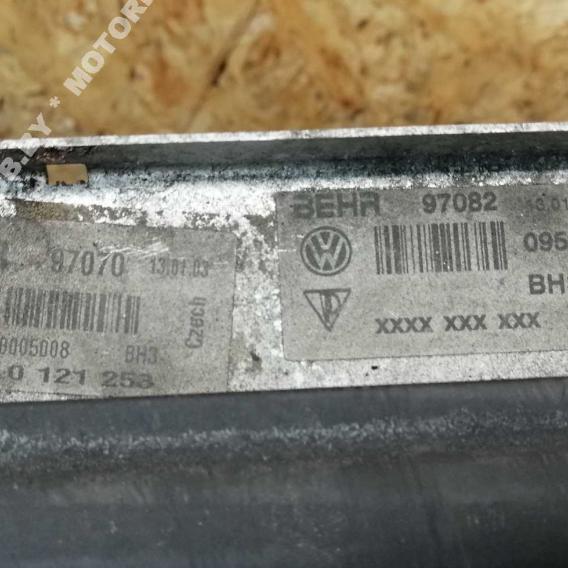 B.BY * MOTOR
97070 13.01.03
0005008 BH3
Czech
0 121 253
BEHR 97082
VW
095
BH
XXXX XXX XXX